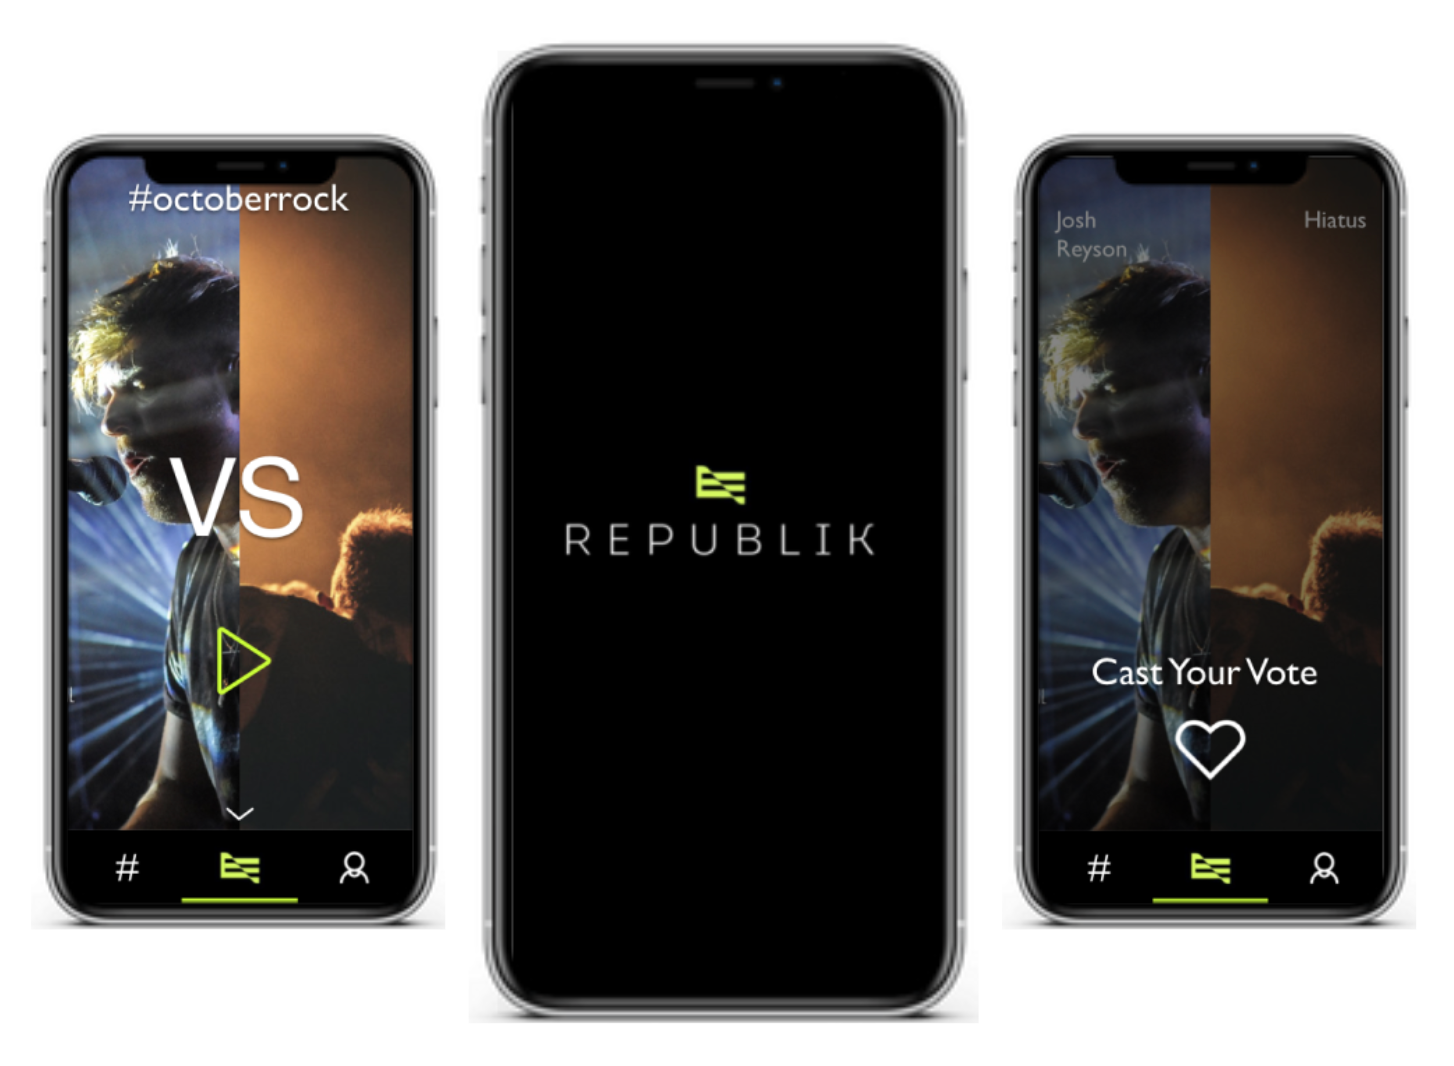 #octoberrock
VS
#
REPUBLIK
Josh
Reyson
Hiatus
Cast Your Vote
#